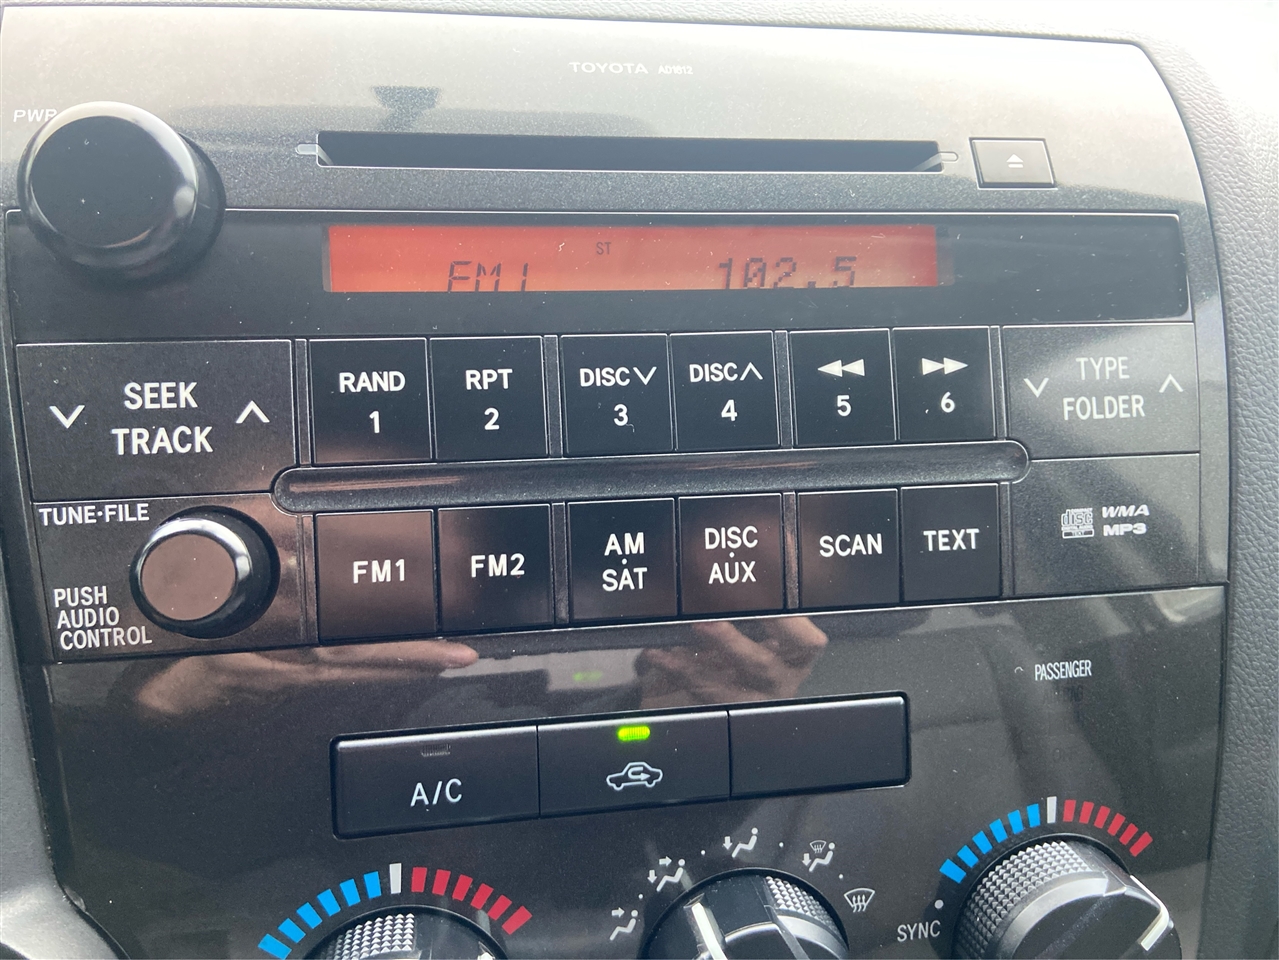 TOYOTA AD1812
PWR
ST
FM1 102.5
SEEK
TRACK
RAND
1
RPT
2
DISC
3
DISC
4
5
6
TYPE
FOLDER
TUNE•FILE
PUSH
AUDIO
CONTROL
FM1
FM2
AM
SAT
DISC
AUX
SCAN
TEXT
DISC
TEXT
WMA
MP3
PASSENGER
A/C
SYNC